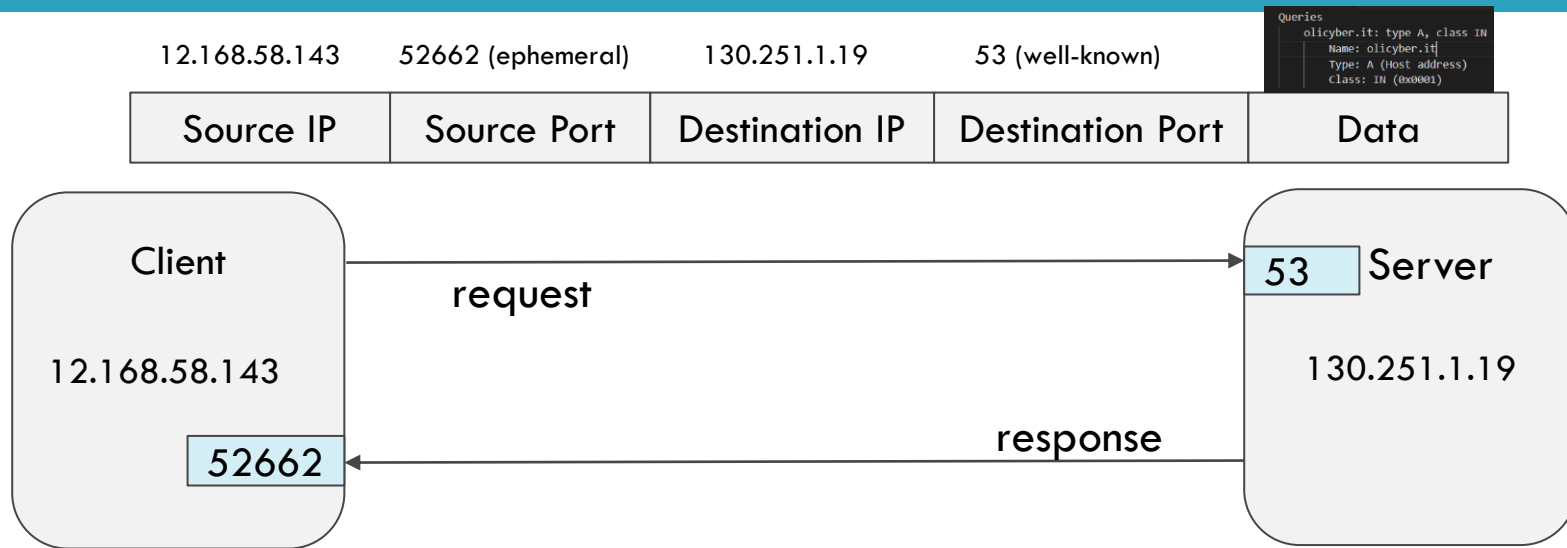 12.168.58.143 52662 (ephemeral) 130.251.1.19 53 (well-known)
Queries
olicyber.it: type A, class IN
Name: olicyber.it
Type: A (Host address)
Class: IN (0x0001)
Source IP Source Port Destination IP Destination Port Data
Client
request
53 Server
12.168.58.143
130.251.1.19
response
52662